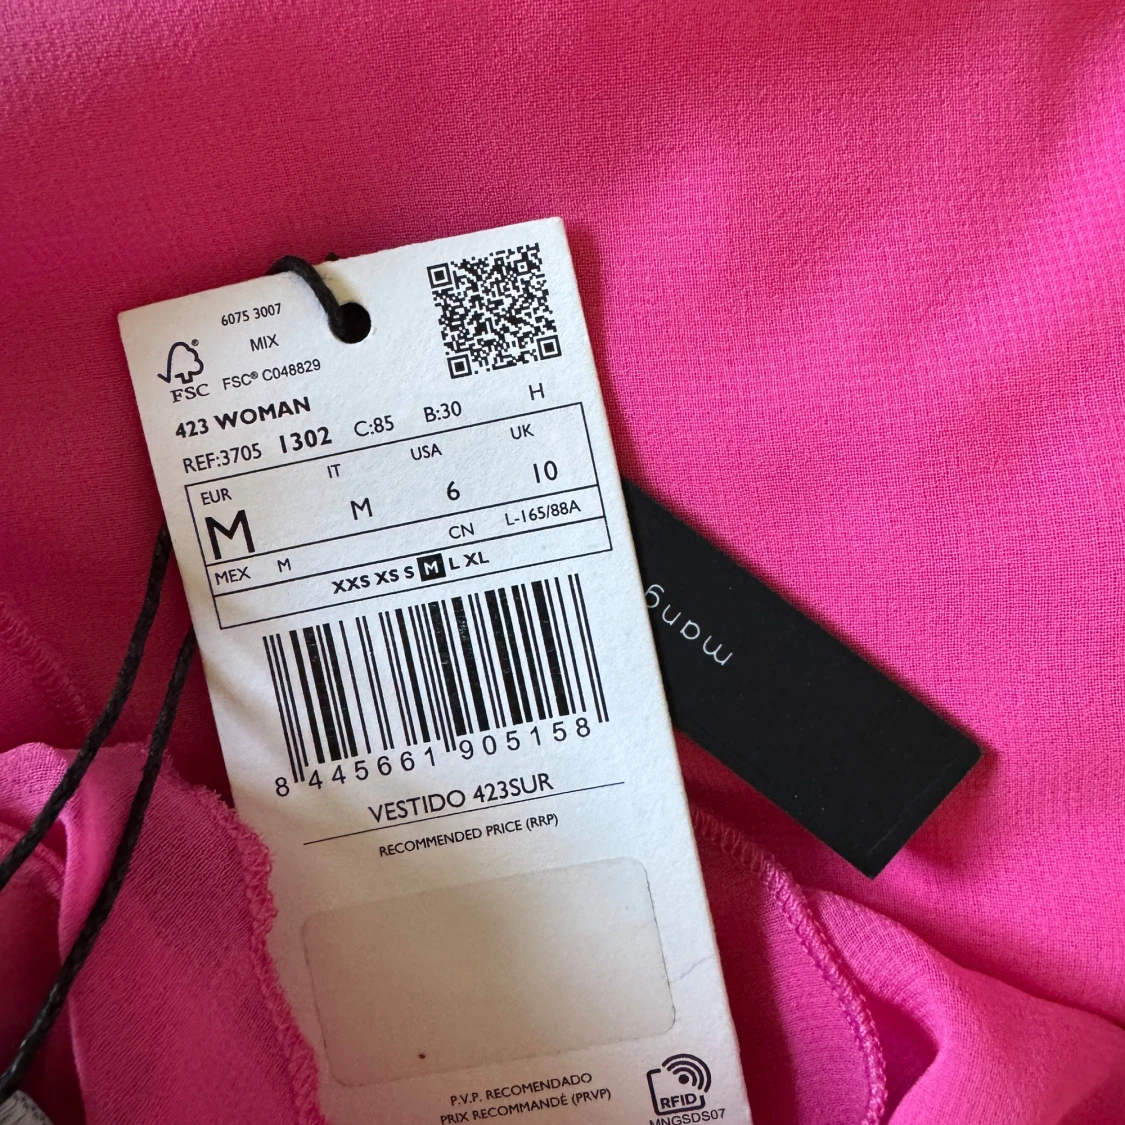 6075 3007
MIX
FSC
FSC® C048829
423 WOMAN
REF:3705 1302 C:85 B:30 H
EUR IT USA UK
M M 6 10
MEX M CN L-165/88A
XXS XS S M L XL
8 445661 905158
VESTIDO 423SUR
RECOMMENDED PRICE (RRP)
P.V.P. RECOMENDADO
PRIX RECOMMANDÉ (PRVP)
RFID
MNGSDS07
mang